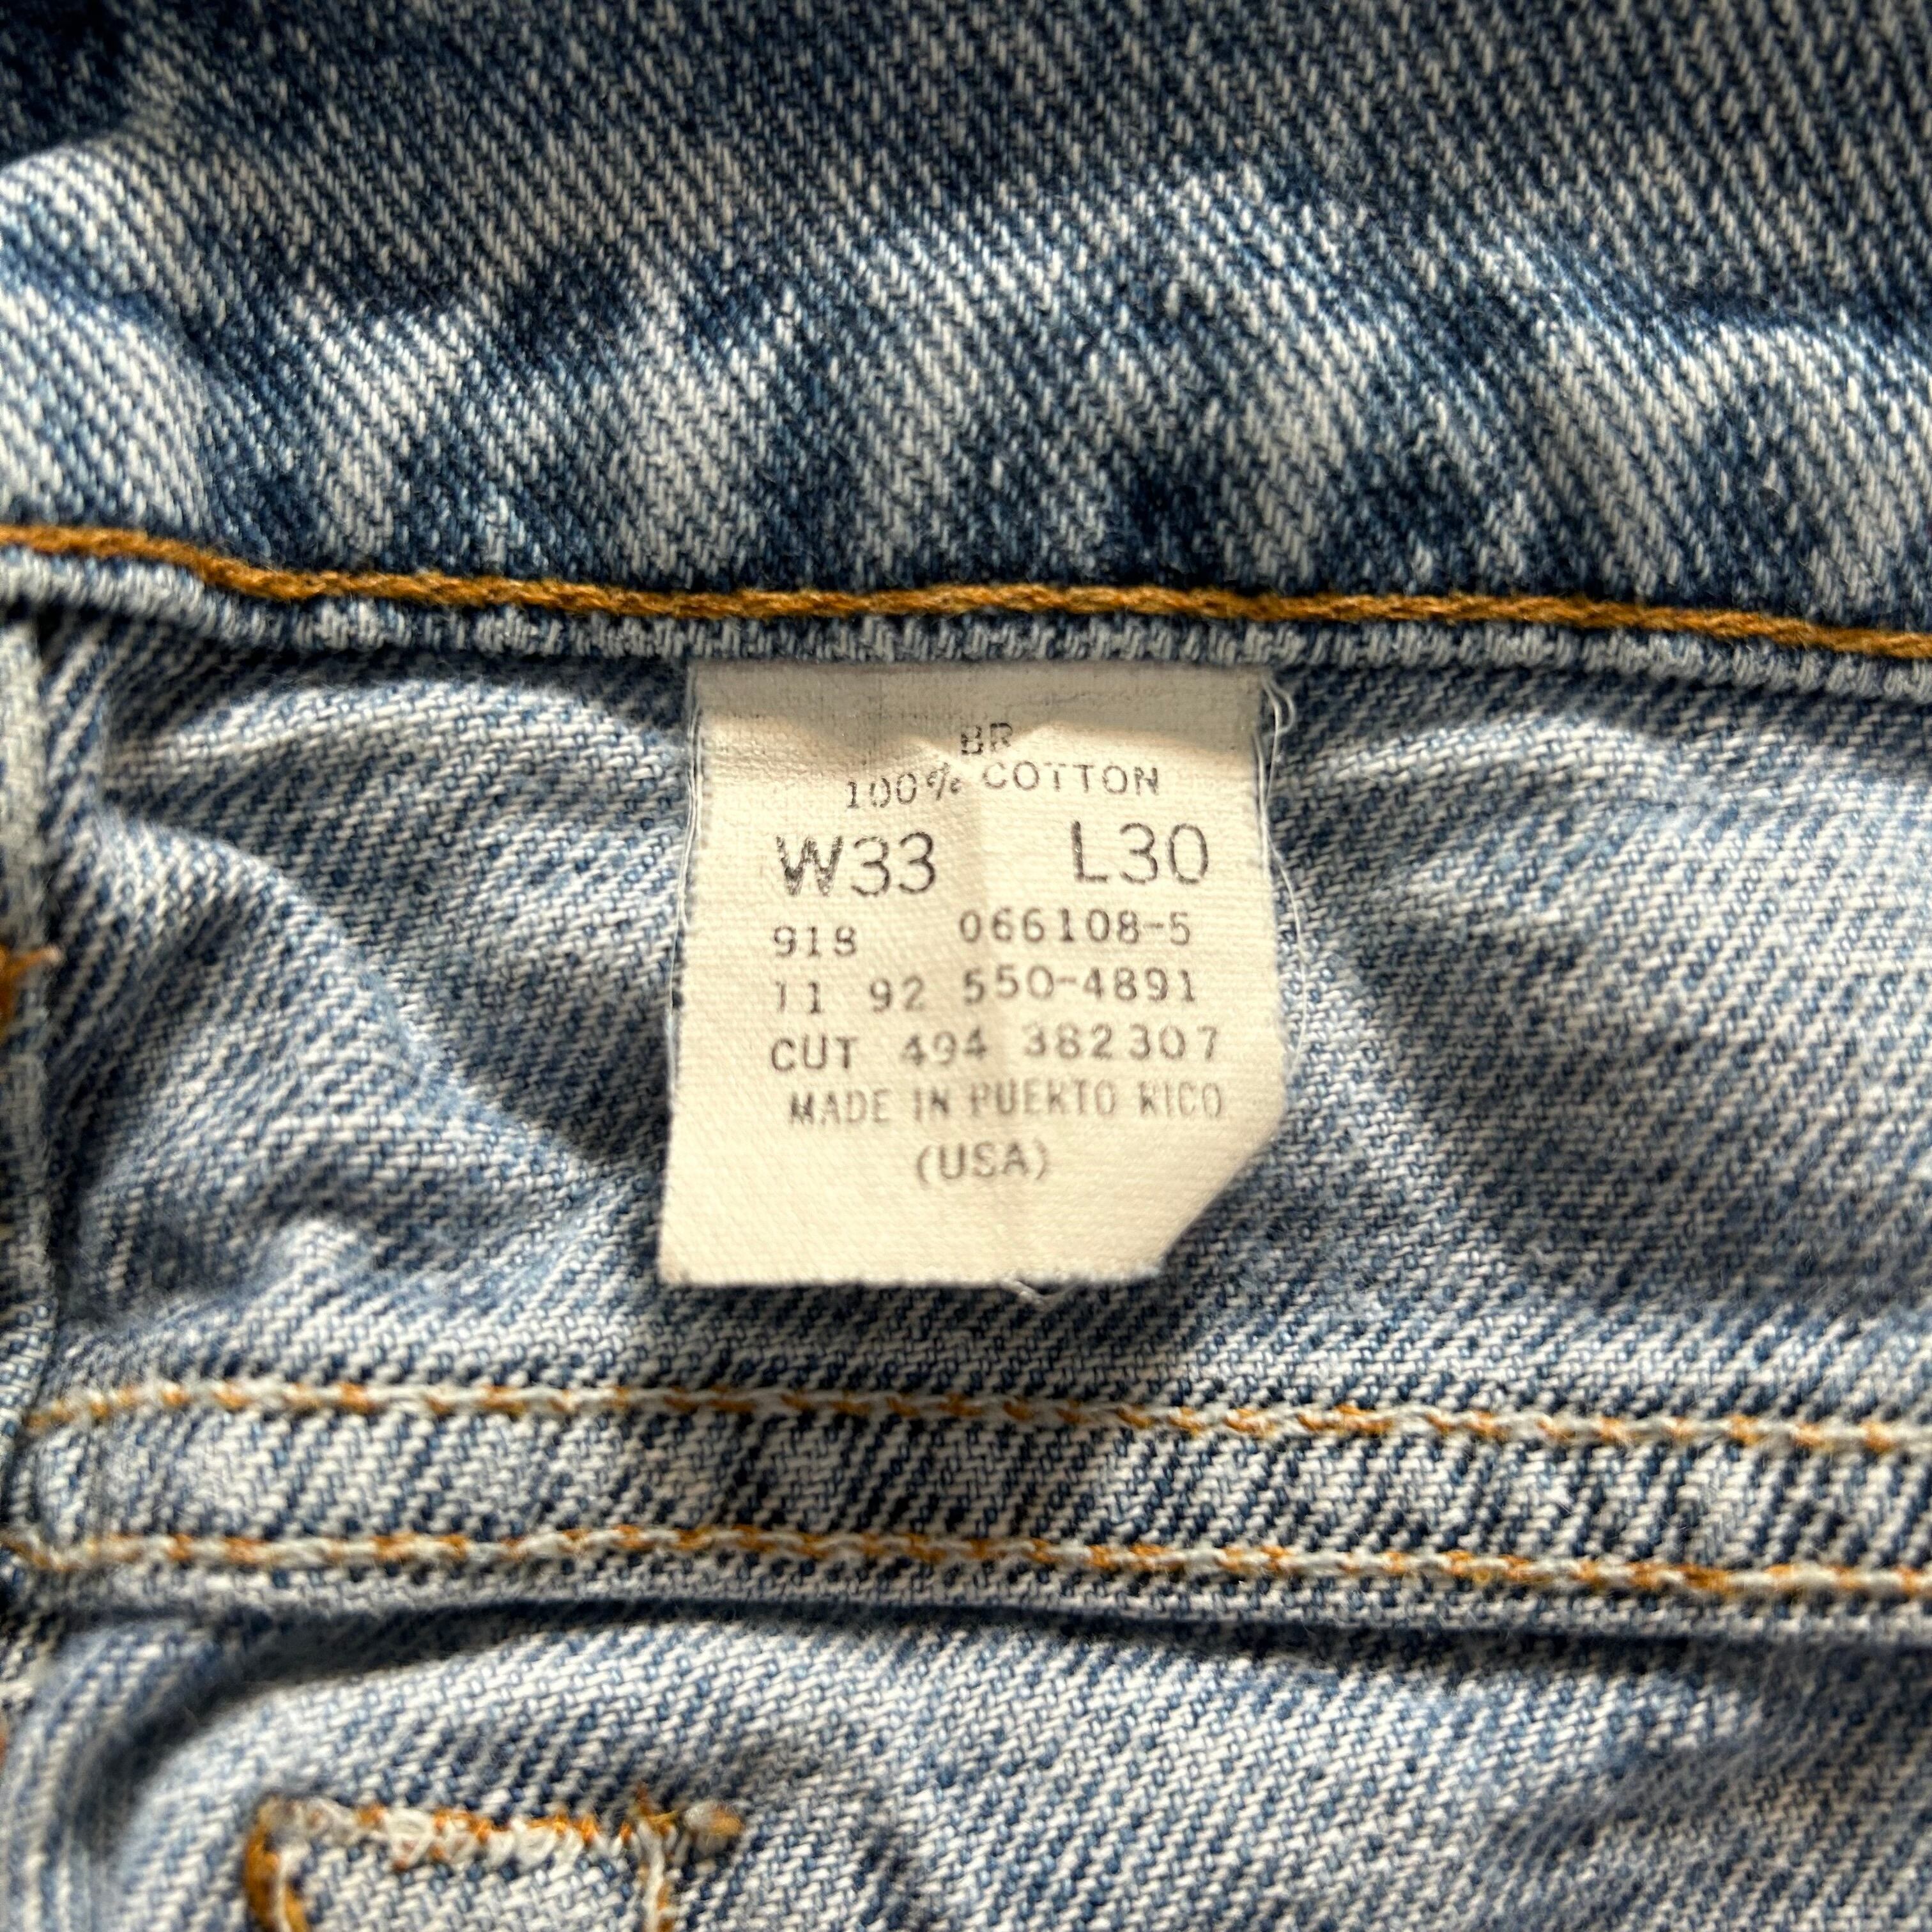 BR
100% COTTON
W33 L30
918 066108-5
11 92 550-4891
CUT 494 382307
MADE IN PUERTO RICO
(USA)